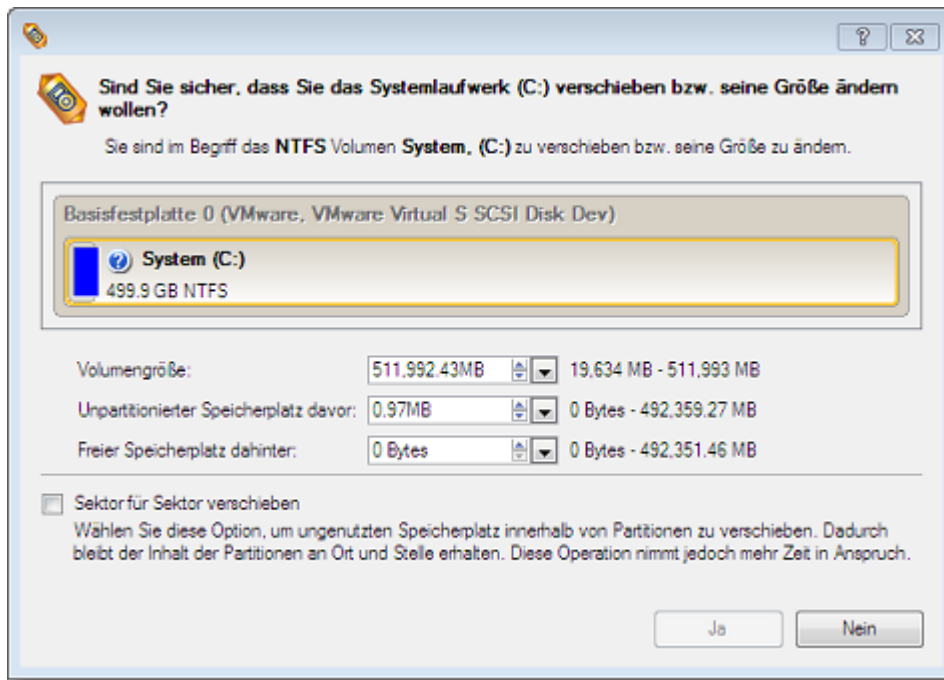 Sind Sie sicher, dass Sie das Systemlaufwerk (C:) verschieben bzw. seine Größe ändern
wollen?
Sie sind im Begriff das NTFS Volumen System, (C:) zu verschieben bzw. seine Größe zu ändern.
Basisfestplatte 0 (VMware, VMware Virtual S SCSI Disk Dev)
System (C:)
499.9 GB NTFS
Volumengröße: 511,992.43MB 19,634 MB - 511,993 MB
Unpartitionierter Speicherplatz davor: 0.97MB 0 Bytes - 492,359.27 MB
Freier Speicherplatz dahinter: 0 Bytes 0 Bytes - 492,351.46 MB
Sektor für Sektor verschieben
Wählen Sie diese Option, um ungenutzten Speicherplatz innerhalb von Partitionen zu verschieben. Dadurch
bleibt der Inhalt der Partitionen an Ort und Stelle erhalten. Diese Operation nimmt jedoch mehr Zeit in Anspruch.
Ja Nein